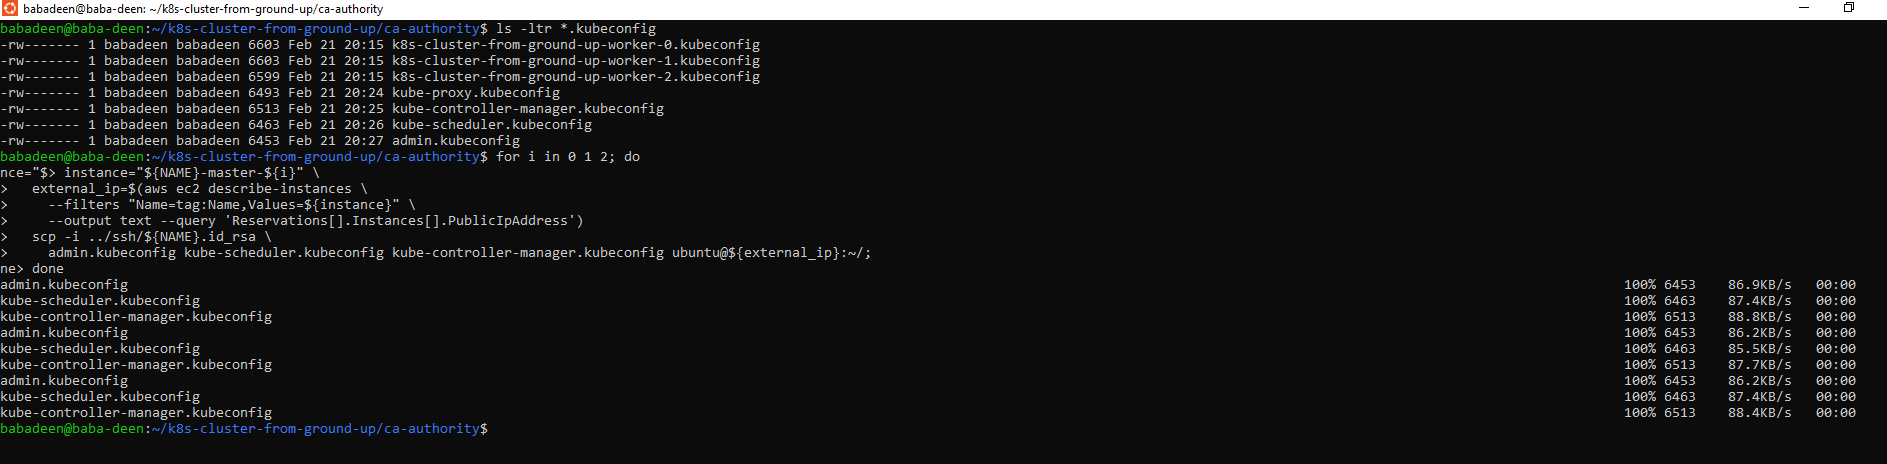 babadeen@baba-deen: ~/k8s-cluster-from-ground-up/ca-authority
babadeen@baba-deen:~/k8s-cluster-from-ground-up/ca-authority$ ls -ltr *.kubeconfig
-rw------- 1 babadeen babadeen 6603 Feb 21 20:15 k8s-cluster-from-ground-up-worker-0.kubeconfig
-rw------- 1 babadeen babadeen 6603 Feb 21 20:15 k8s-cluster-from-ground-up-worker-1.kubeconfig
-rw------- 1 babadeen babadeen 6599 Feb 21 20:15 k8s-cluster-from-ground-up-worker-2.kubeconfig
-rw------- 1 babadeen babadeen 6493 Feb 21 20:24 kube-proxy.kubeconfig
-rw------- 1 babadeen babadeen 6513 Feb 21 20:25 kube-controller-manager.kubeconfig
-rw------- 1 babadeen babadeen 6463 Feb 21 20:26 kube-scheduler.kubeconfig
-rw------- 1 babadeen babadeen 6453 Feb 21 20:27 admin.kubeconfig
babadeen@baba-deen:~/k8s-cluster-from-ground-up/ca-authority$ for i in 0 1 2; do
nce="$> instance="${NAME}-master-${i}" \
>   external_ip=$(aws ec2 describe-instances \
>     --filters "Name=tag:Name,Values=${instance}" \
>     --output text --query 'Reservations[].Instances[].PublicIpAddress')
>   scp -i ../ssh/${NAME}.id_rsa \
>     admin.kubeconfig kube-scheduler.kubeconfig kube-controller-manager.kubeconfig ubuntu@${external_ip}:~/;
ne> done
admin.kubeconfig 100% 6453 86.9KB/s 00:00
kube-scheduler.kubeconfig 100% 6463 87.4KB/s 00:00
kube-controller-manager.kubeconfig 100% 6513 88.8KB/s 00:00
admin.kubeconfig 100% 6453 86.2KB/s 00:00
kube-scheduler.kubeconfig 100% 6463 85.5KB/s 00:00
kube-controller-manager.kubeconfig 100% 6513 87.7KB/s 00:00
admin.kubeconfig 100% 6453 86.2KB/s 00:00
kube-scheduler.kubeconfig 100% 6463 87.4KB/s 00:00
kube-controller-manager.kubeconfig 100% 6513 88.4KB/s 00:00
babadeen@baba-deen:~/k8s-cluster-from-ground-up/ca-authority$